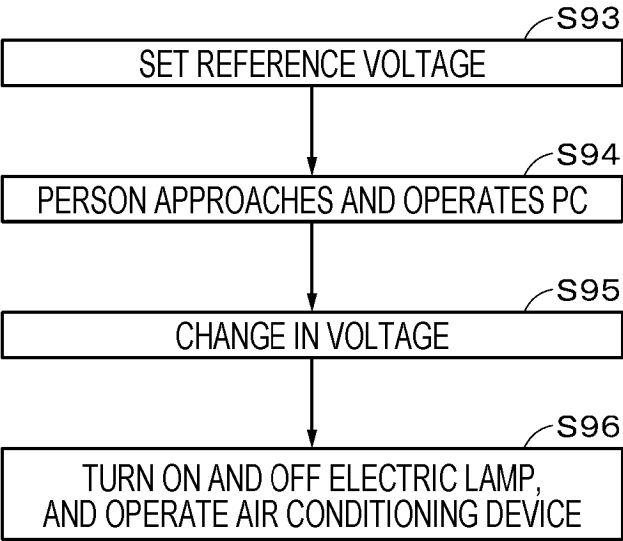 S93
SET REFERENCE VOLTAGE
S94
PERSON APPROACHES AND OPERATES PC
S95
CHANGE IN VOLTAGE
S96
TURN ON AND OFF ELECTRIC LAMP,
AND OPERATE AIR CONDITIONING DEVICE